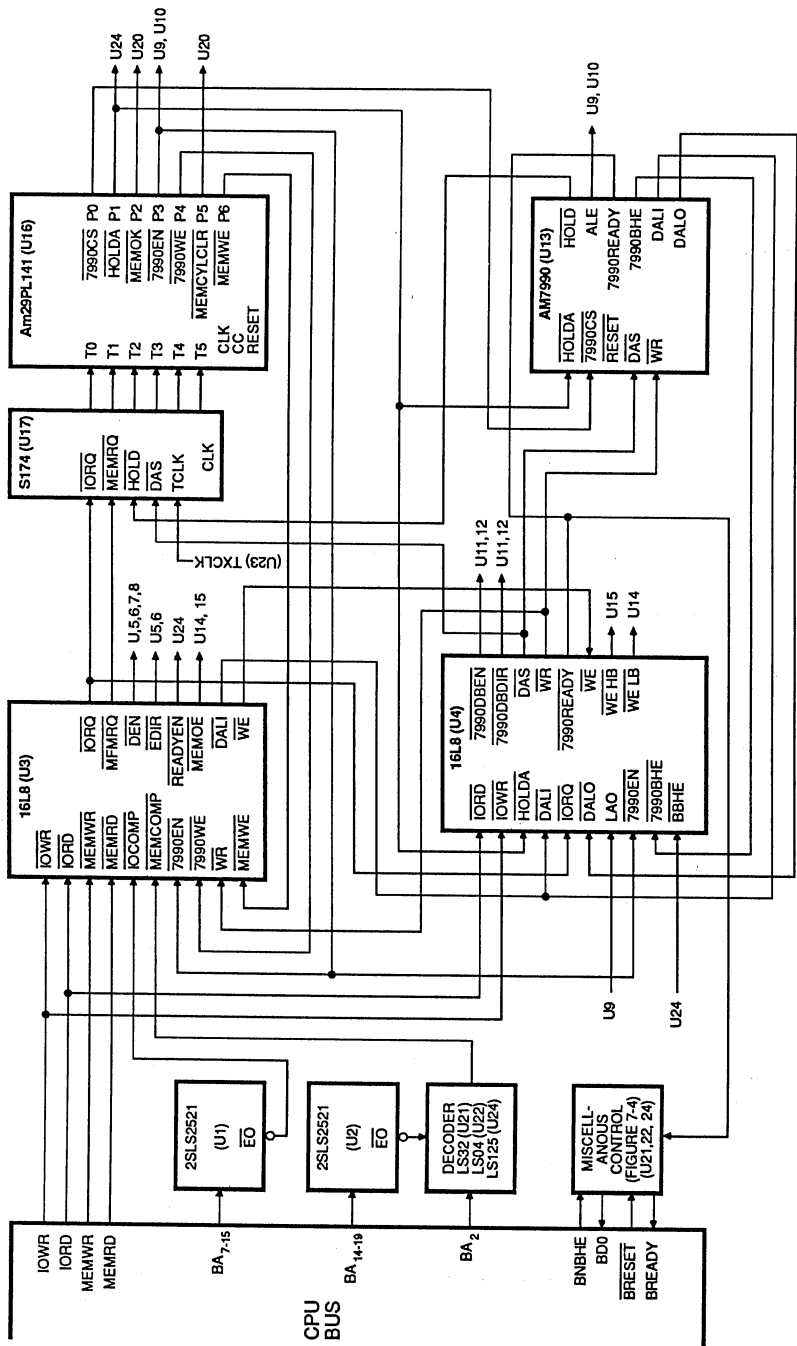 CPU
BUS
IOWR
IORD
MEMWR
MEMRD
BA7-15
BA14-19
BA2
BNBHE
BD0
BRESET
BREADY
2SLS2521
(U1)
EO
2SLS2521
(U2)
EO
DECODER
LS32 (U21)
LS04 (U22)
LS125 (U24)
MISCELL-
ANOUS
CONTROL
(FIGURE 7-4)
(U21,22, 24)
16L8 (U3)
IOWR
IORD
MEMWR
MEMRD
IOCOMP
MEMCOMP
7990EN
7990WE
WR
MEMWE
IORQ
MFMRQ
DEN
EDIR
READYEN
MEMOE
DALI
WE
U,5,6,7,8
U5,6
U24
U14, 15
S174 (U17)
IORQ
MEMRQ
HOLD
DAS
TCLK
CLK
(U23) TXCLK
Am29PL141 (U16)
T0
T1
T2
T3
T4
T5
CLK
CC
RESET
7990CS P0
HOLDA P1
MEMOK P2
7990EN P3
7990WE P4
MEMCYLCLR P5
MEMWE P6
U24
U20
U9, U10
U20
16L8 (U4)
IORD
IOWR
HOLDA
DALI
IORQ
DALO
LAO
7990EN
7990BHE
BBHE
U9
U24
7990DBEN
7990DBDIR
DAS
WR
7990READY
WE
WE HB
WE LB
U11,12
U11,12
U15
U14
AM7990 (U13)
HOLDA
7990CS
RESET
DAS
WR
HOLD
ALE
7990READY
7990BHE
DALI
DALO
U9, U10